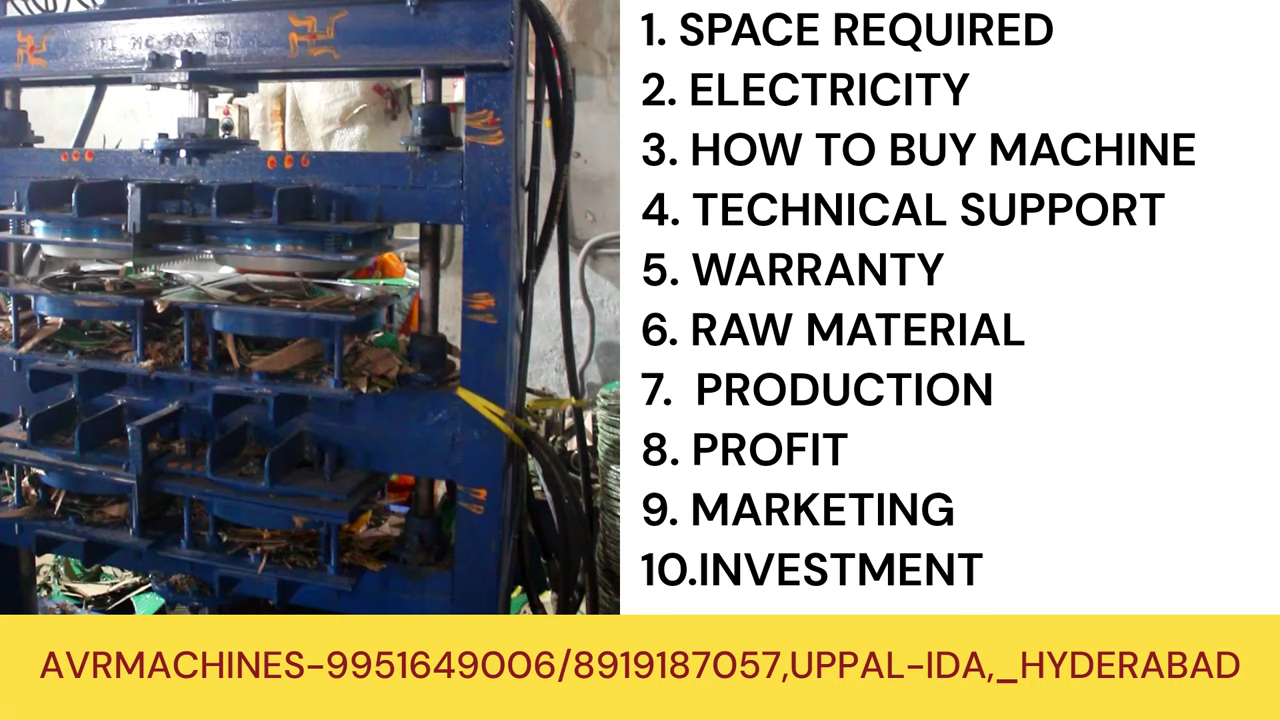 1. SPACE REQUIRED
2. ELECTRICITY
3. HOW TO BUY MACHINE
4. TECHNICAL SUPPORT
5. WARRANTY
6. RAW MATERIAL
7. PRODUCTION
8. PROFIT
9. MARKETING
10.INVESTMENT
AVRMACHINES-9951649006/8919187057,UPPAL-IDA,_HYDERABAD